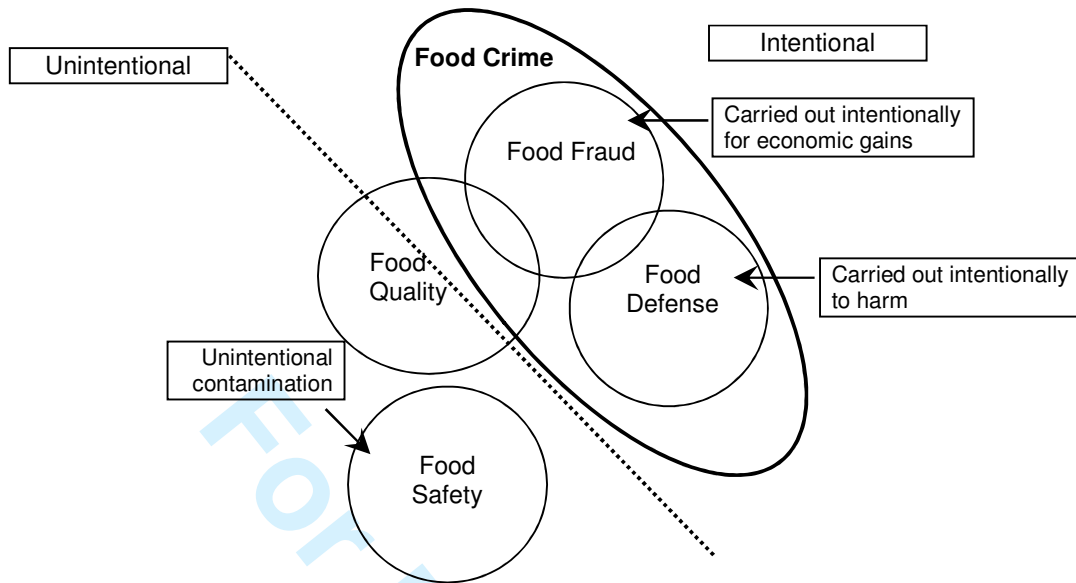 Unintentional
Food Crime
Intentional
Carried out intentionally
for economic gains
Food Fraud
Food
Quality
Food
Defense
Carried out intentionally
to harm
Unintentional
contamination
Food
Safety
For